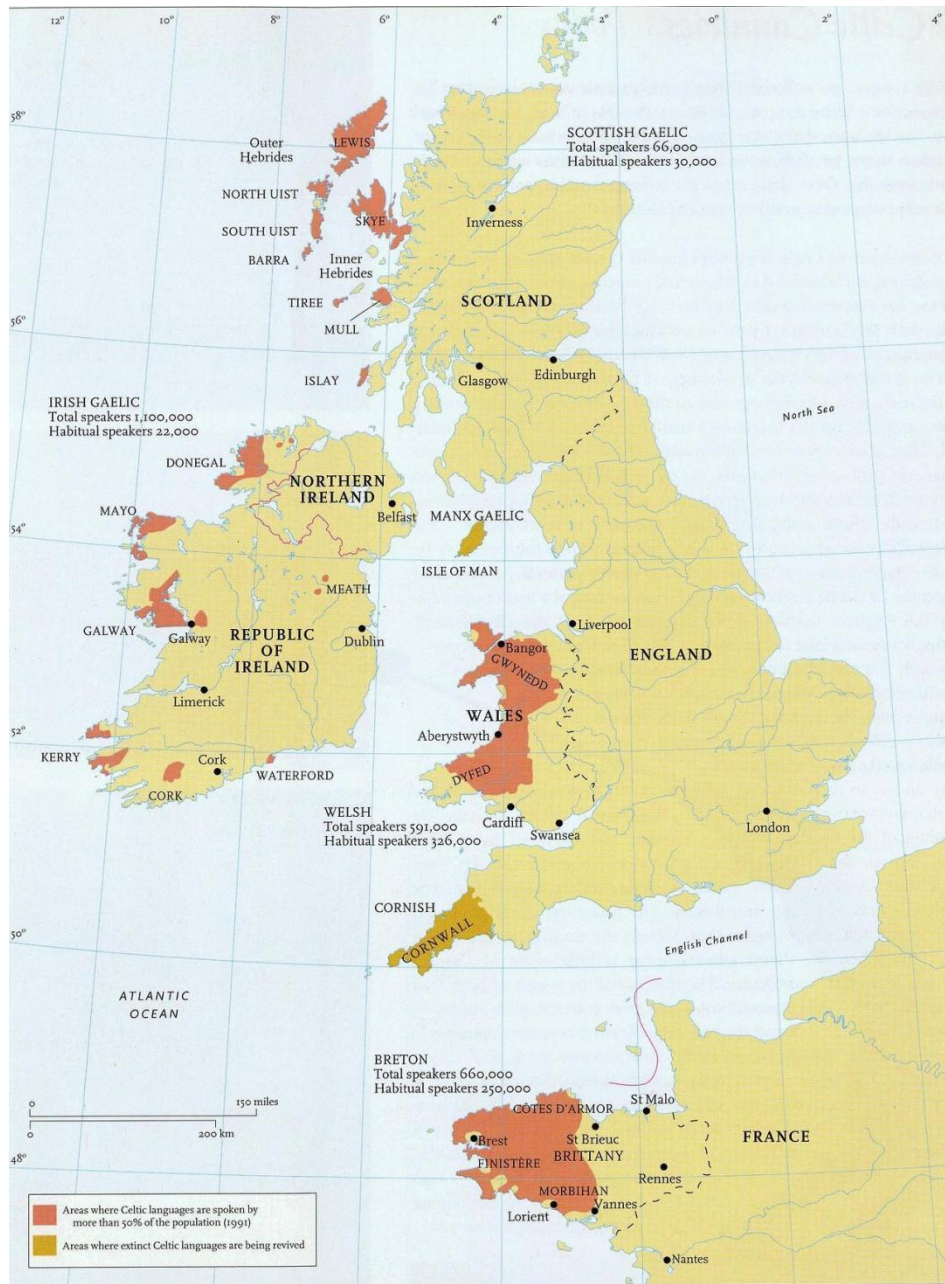 12°
10°
8°
6°
4°
2°
0°
2°
4°
58°
Outer
Hebrides
LEWIS
SCOTTISH GAELIC
Total speakers 66,000
Habitual speakers 30,000
NORTH UIST
SKYE
Inverness
SOUTH UIST
BARRA
Inner
Hebrides
TIREE
SCOTLAND
MULL
56°
ISLAY
Glasgow
Edinburgh
IRISH GAELIC
Total speakers 1,100,000
Habitual speakers 22,000
North Sea
DONEGAL
NORTHERN
IRELAND
MAYO
Belfast
MANX GAELIC
54°
ISLE OF MAN
MEATH
GALWAY
Galway
Dublin
REPUBLIC
OF
IRELAND
Liverpool
Bangor
GWYNEDD
ENGLAND
Limerick
WALES
Aberystwyth
52°
KERRY
Cork
WATERFORD
CORK
DYFED
WELSH
Total speakers 591,000
Habitual speakers 326,000
Cardiff
Swansea
London
CORNISH
CORNWALL
50°
English Channel
ATLANTIC
OCEAN
BRETON
Total speakers 660,000
Habitual speakers 250,000
0
150 miles
0
200 km
CÔTES D'ARMOR
St Malo
Brest
St Brieuc
BRITTANY
FRANCE
48°
FINISTÈRE
Rennes
MORBIHAN
Lorient
Vannes
Nantes
Areas where Celtic languages are spoken by
more than 50% of the population (1991)
Areas where extinct Celtic languages are being revived